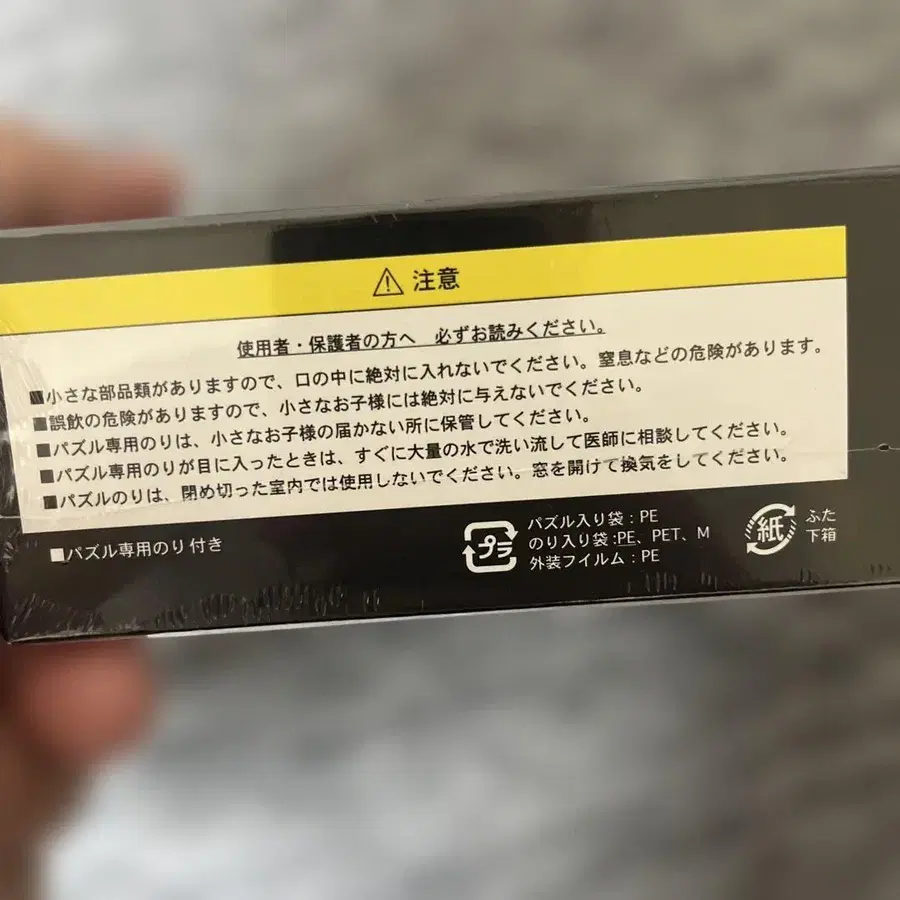 注意
使用者・保護者の方へ 必ずお読みください。
■小さな部品類がありますので、口の中に絶対に入れないでください。窒息などの危険があります。
■誤飲の危険がありますので、小さなお子様には絶対に与えないでください。
■パズル専用のりは、小さなお子様の届かない所に保管してください。
■パズル専用のりが目に入ったときは、すぐに大量の水で洗い流して医師に相談してください。
■パズルのりは、閉め切った室内では使用しないでください。窓を開けて換気をしてください。
■パズル専用のり付き
プラ
パズル入り袋:PE
のり入り袋:PE、PET、M
外装フイルム:PE
紙
ふた
下箱